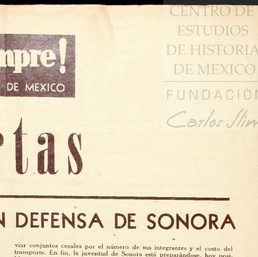 mpre!
DE MEXICO
CENTRO DE
ESTUDIOS
DE HISTORIA
DE MEXICO
FUNDACIÓN
Carlos Slim
rtas
N DEFENSA DE SONORA
viar conjuntos corales por el número de sus integrantes y el costo del
transporte. En fin, la juventud de Sonora está preparándose, hoy posi-